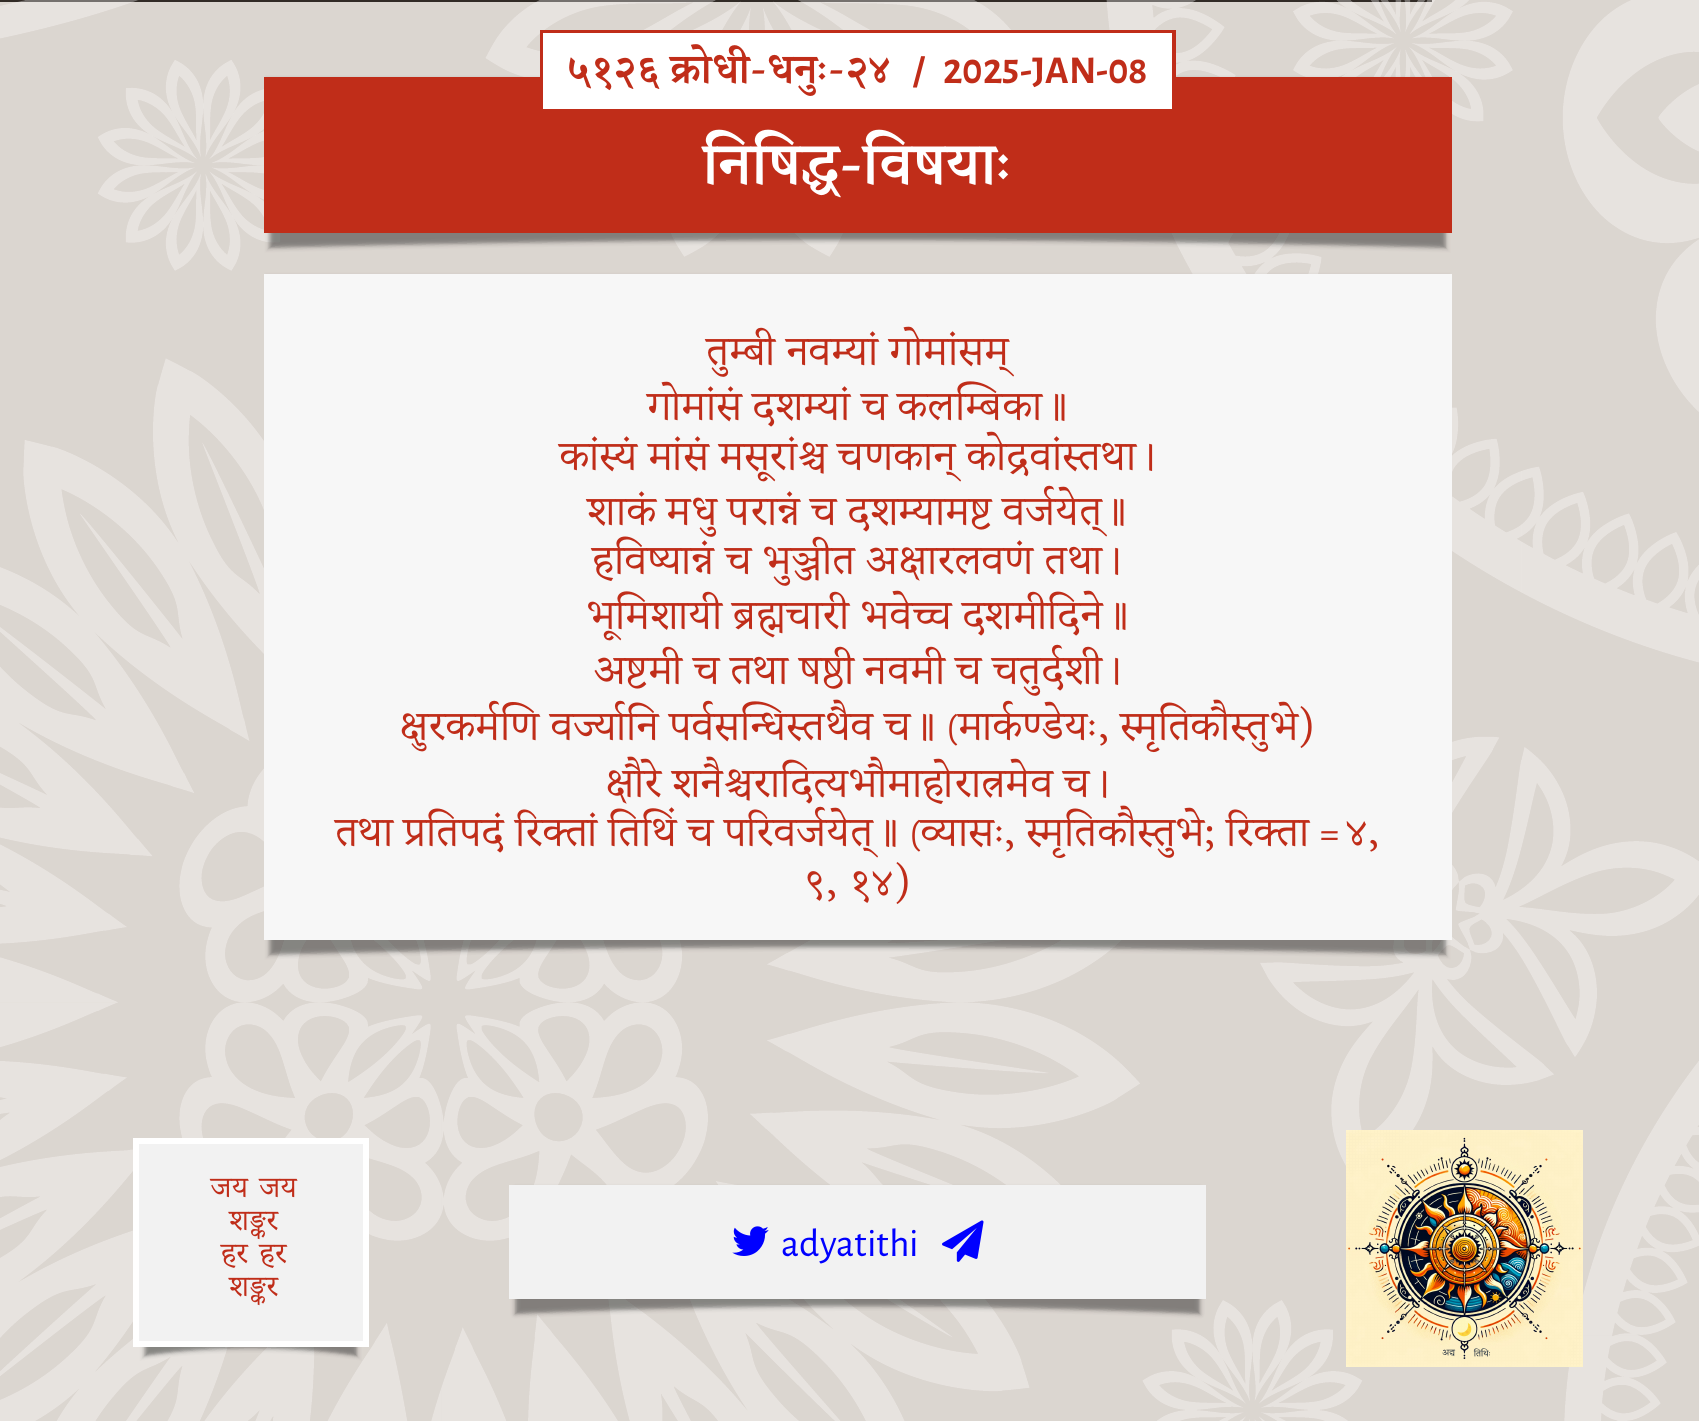 ५१२६ क्रोधी-धनुः-२४ / 2025-JAN-08
निषिद्ध-विषयाः
तुम्बी नवम्यां गोमांसम्
गोमांसं दशम्यां च कलम्बिका॥
कांस्यं मांसं मसूरांश्च चणकान् कोद्रवांस्तथा।
शाकं मधु परान्नं च दशम्यामष्ट वर्जयेत्॥
हविष्यान्नं च भुञ्जीत अक्षारलवणं तथा।
भूमिशायी ब्रह्मचारी भवेच्च दशमीदिने॥
अष्टमी च तथा षष्ठी नवमी च चतुर्दशी।
क्षुरकर्मणि वर्ज्यानि पर्वसन्धिस्तथैव च॥ (मार्कण्डेयः, स्मृतिकौस्तुभे)
क्षौरे शनैश्चरादित्यभौमाहोरात्रमेव च।
तथा प्रतिपदं रिक्तां तिथिं च परिवर्जयेत्॥ (व्यासः, स्मृतिकौस्तुभे; रिक्ता = ४,
९, १४)
जय जय
शङ्कर
हर हर
शङ्कर
adyatithi
अद्य तिथिः